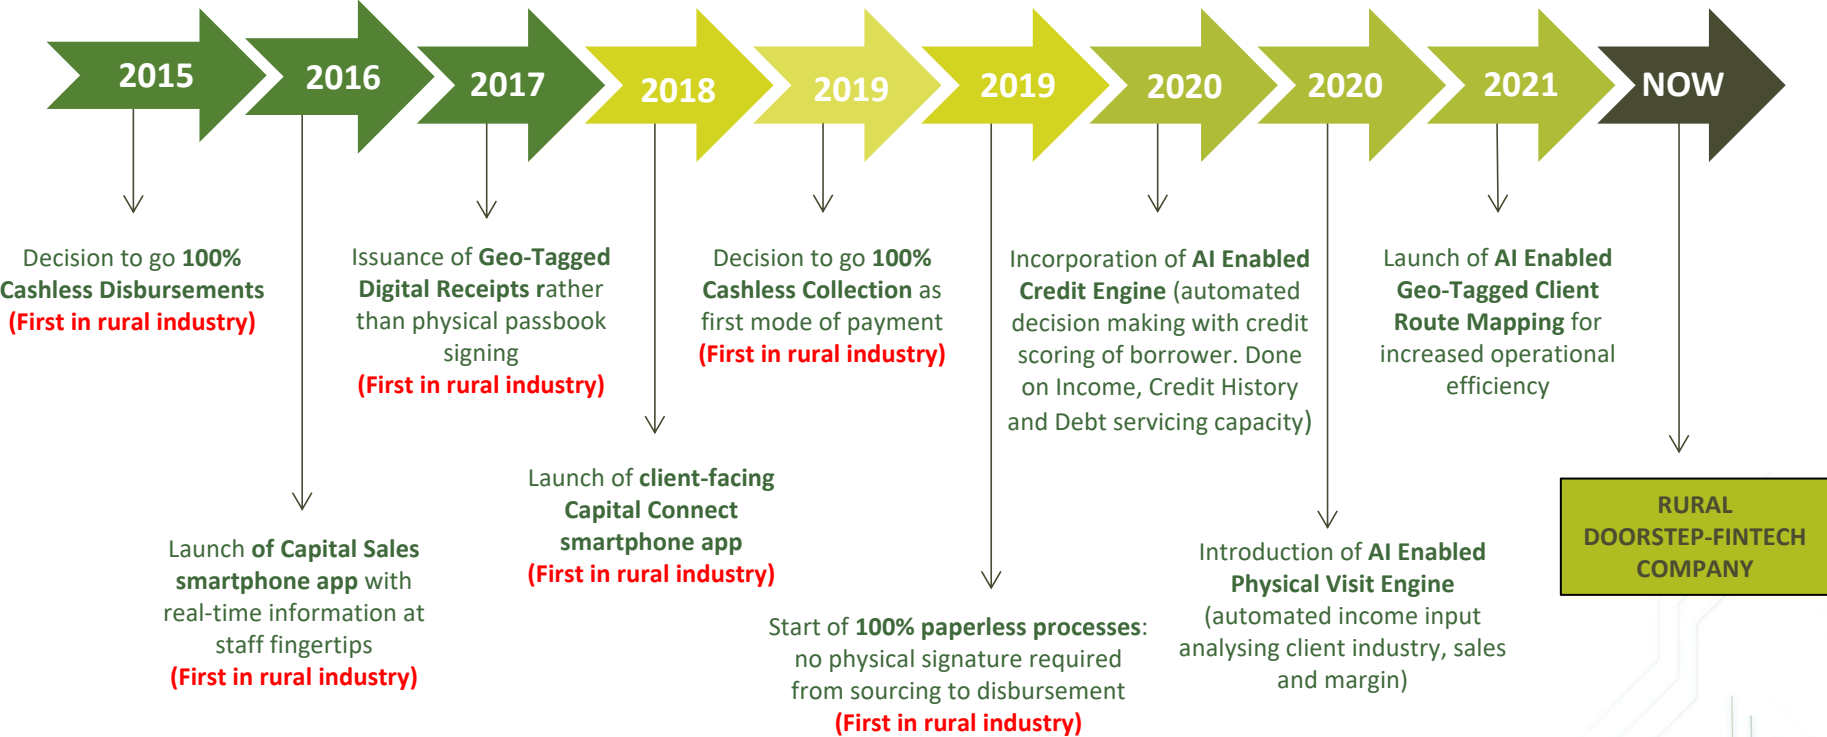 2015
2016
2017
2018
2019
2019
2020
2020
2021
NOW
Decision to go 100%
Cashless Disbursements
(First in rural industry)
Launch of Capital Sales
smartphone app with
real-time information at
staff fingertips
(First in rural industry)
Issuance of Geo-Tagged
Digital Receipts rather
than physical passbook
signing
(First in rural industry)
Launch of client-facing
Capital Connect
smartphone app
(First in rural industry)
Decision to go 100%
Cashless Collection as
first mode of payment
(First in rural industry)
Start of 100% paperless processes:
no physical signature required
from sourcing to disbursement
(First in rural industry)
Incorporation of AI Enabled
Credit Engine (automated
decision making with credit
scoring of borrower. Done
on Income, Credit History
and Debt servicing capacity)
Introduction of AI Enabled
Physical Visit Engine
(automated income input
analysing client industry, sales
and margin)
Launch of AI Enabled
Geo-Tagged Client
Route Mapping for
increased operational
efficiency
RURAL
DOORSTEP-FINTECH
COMPANY